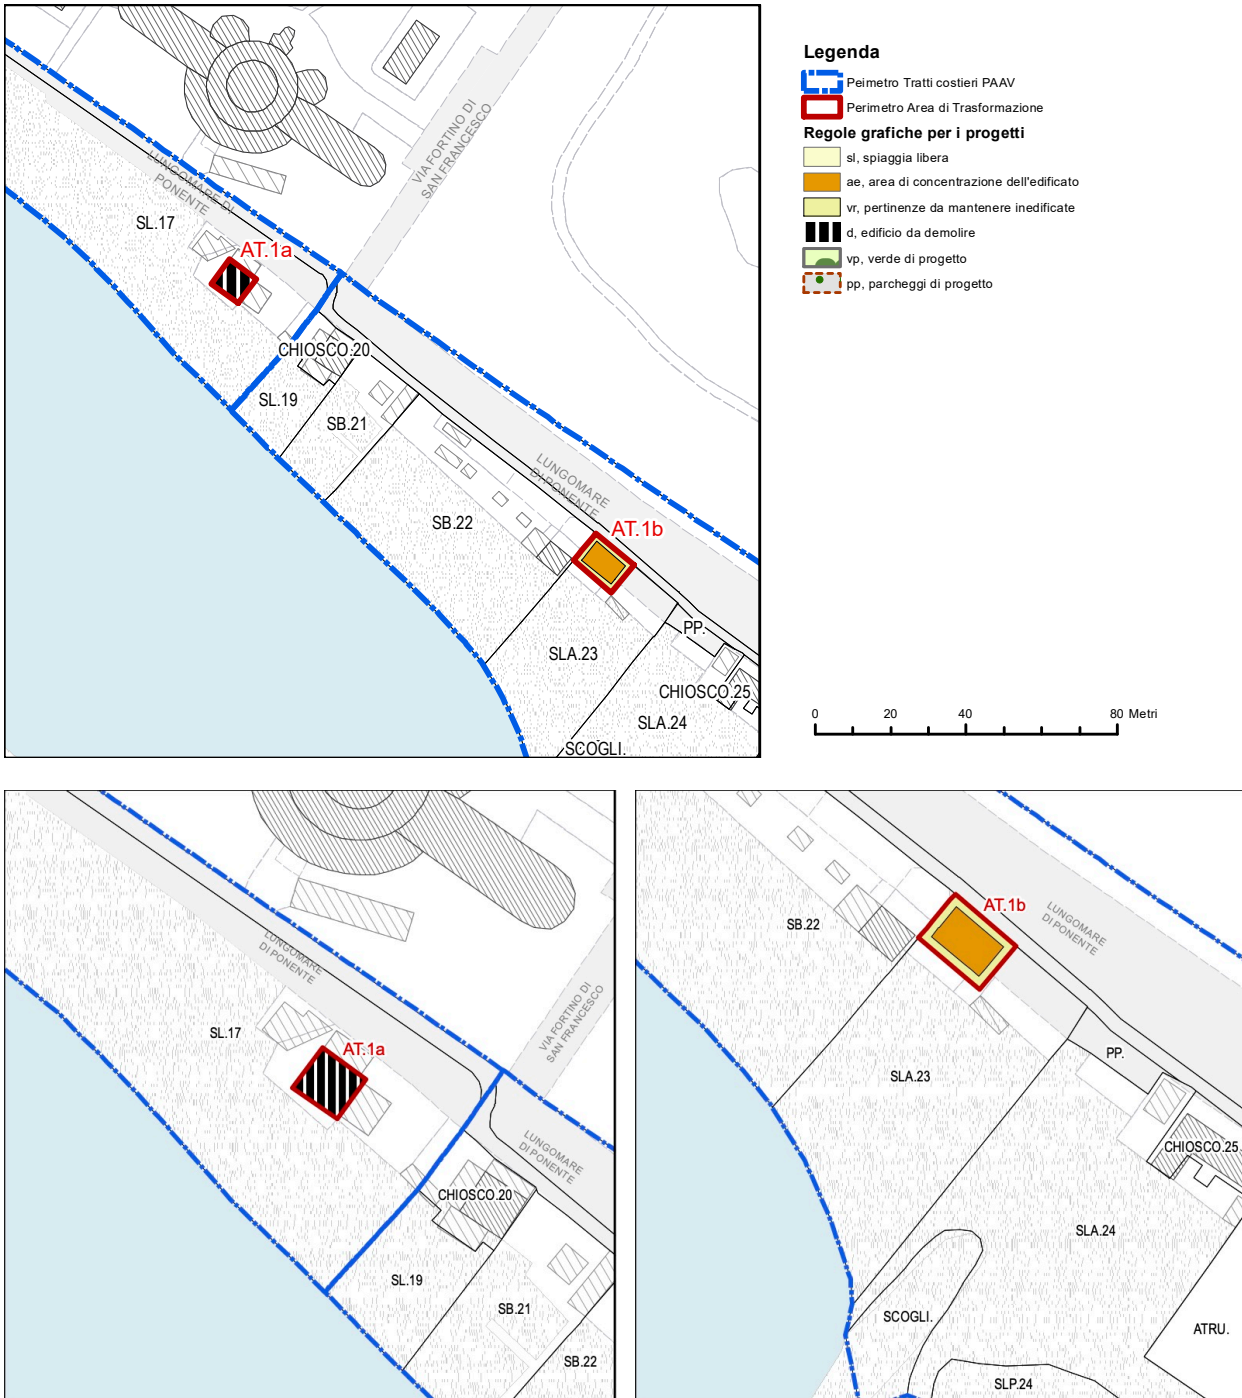 LUNGOMARE DI
PONENTE
VIA FORTINO DI
SAN FRANCESCO
SL.17
AT.1a
CHIOSCO.20
SL.19
SB.21
SB.22
LUNGOMARE
DI PONENTE
AT.1b
SLA.23
PP.
CHIOSCO.25
SLA.24
SCOGLI.
Legenda
Peimetro Tratti costieri PAAV
Perimetro Area di Trasformazione
Regole grafiche per i progetti
sl, spiaggia libera
ae, area di concentrazione dell'edificato
vr, pertinenze da mantenere inedificate
d, edificio da demolire
vp, verde di progetto
pp, parcheggi di progetto
0 20 40 80 Metri
LUNGOMARE
DI PONENTE
VIA FORTINO DI
SAN FRANCESCO
SL.17
AT.1a
LUNGOMARE
DI PONENTE
CHIOSCO.20
SL.19
SB.21
SB.22
AT.1b
LUNGOMARE
DI PONENTE
SB.22
PP.
SLA.23
CHIOSCO.25
SLA.24
SCOGLI.
ATRU.
SLP.24